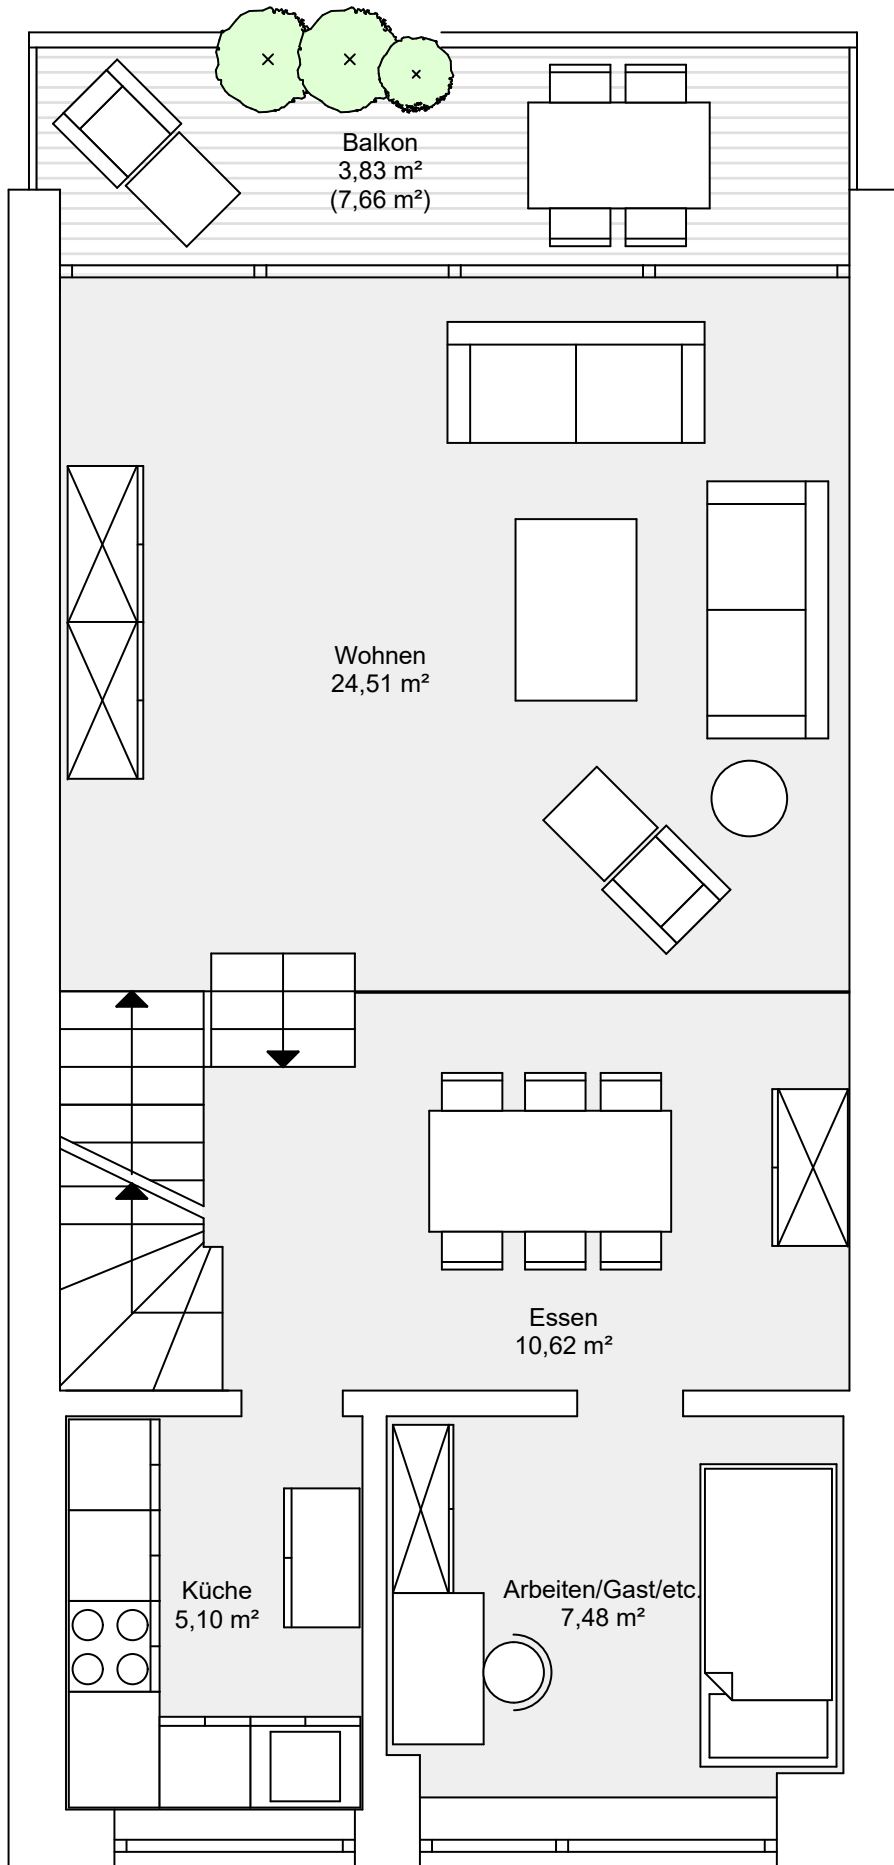 Balkon
3,83 m²
(7,66 m²)
Wohnen
24,51 m²
Essen
10,62 m²
Küche
5,10 m²
Arbeiten/Gast/etc.
7,48 m²